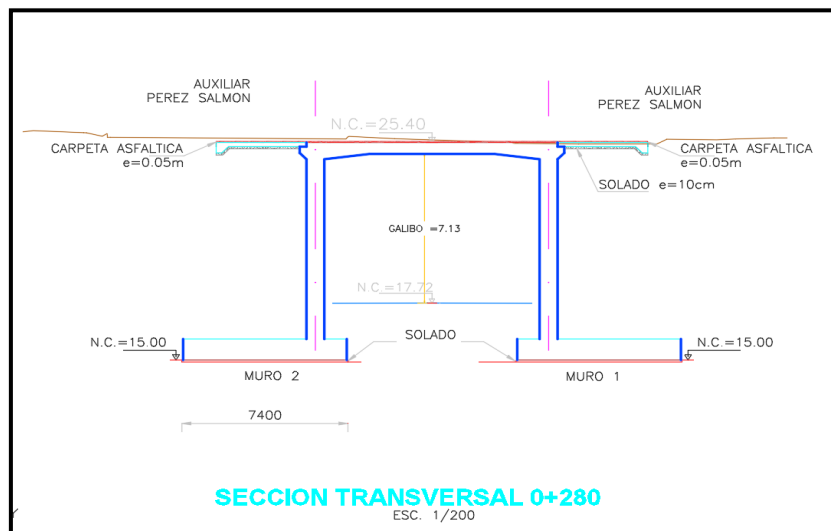 AUXILIAR
PEREZ SALMON
AUXILIAR
PEREZ SALMON
N.C.=25.40
CARPETA ASFALTICA
e=0.05m
CARPETA ASFALTICA
e=0.05m
SOLADO e=10cm
GALIBO =7.13
N.C.=17.72
N.C.=15.00
SOLADO
N.C.=15.00
MURO 2
MURO 1
7400
SECCION TRANSVERSAL 0+280
ESC. 1/200